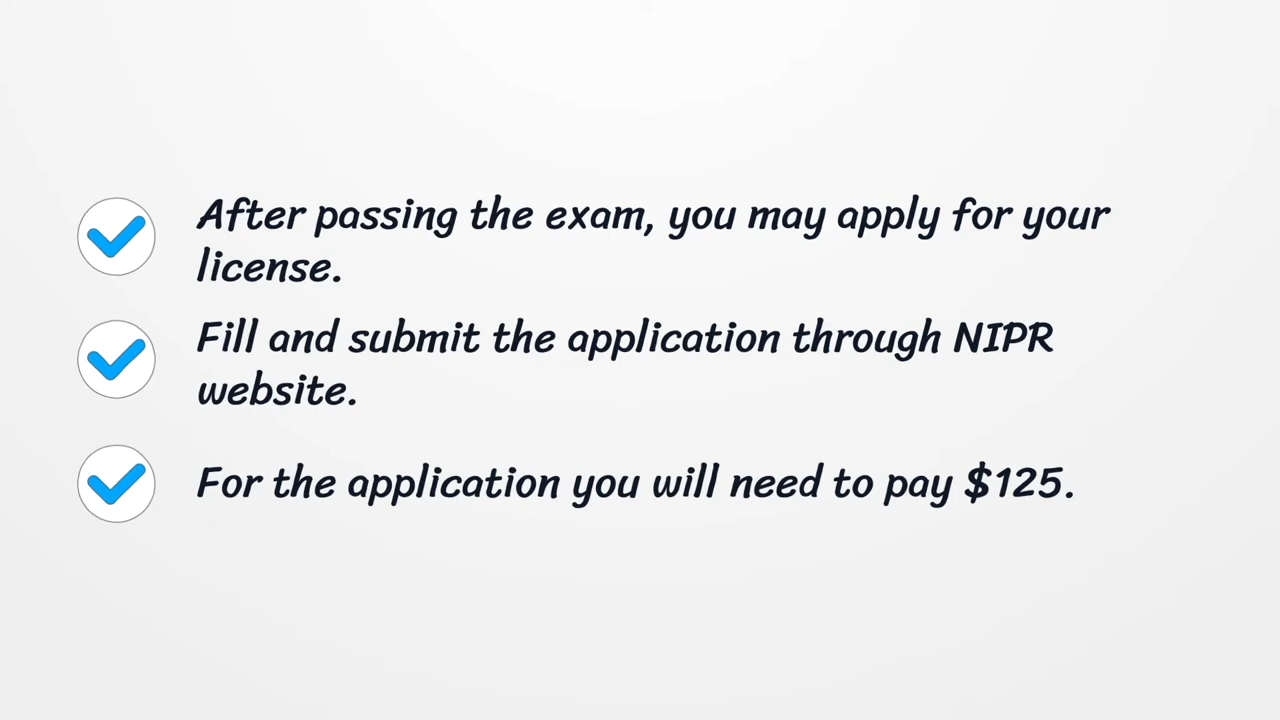 After passing the exam, you may apply for your
license.
Fill and submit the application through NIPR
website.
For the application you will need to pay $125.